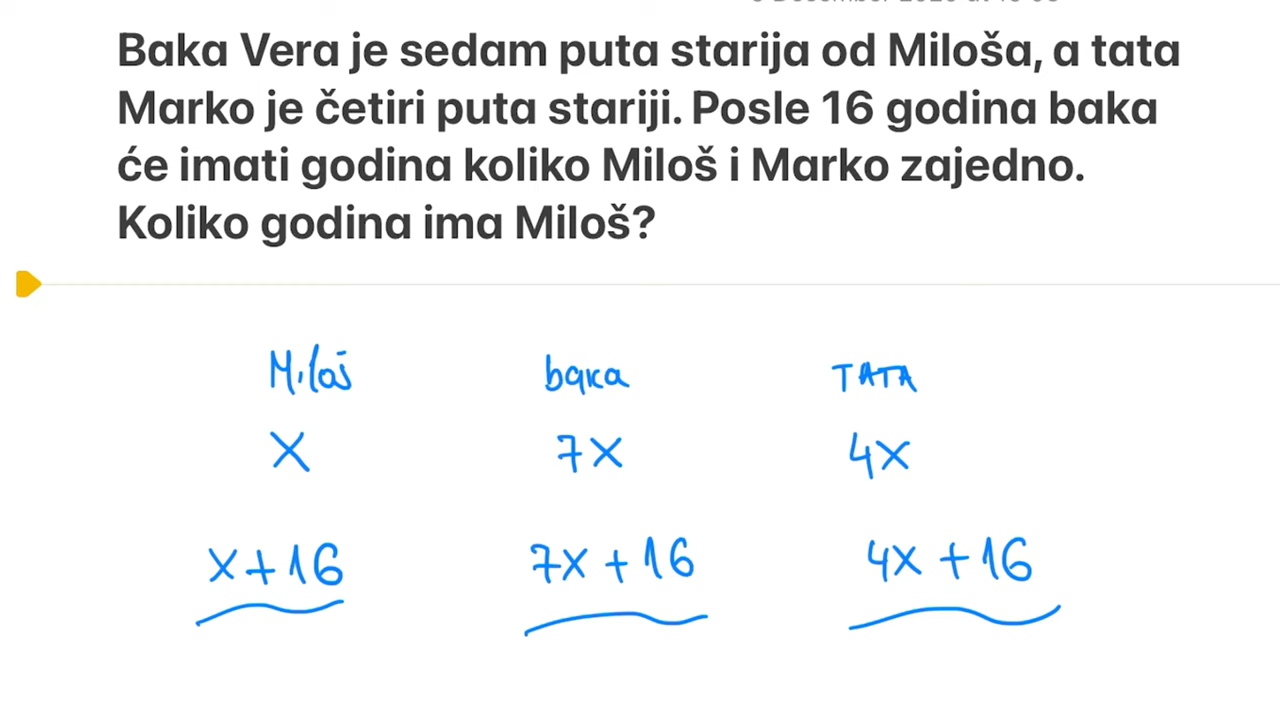 Baka Vera je sedam puta starija od Miloša, a tata
Marko je četiri puta stariji. Posle 16 godina baka
će imati godina koliko Miloš i Marko zajedno.
Koliko godina ima Miloš?
Miloš baka TATA
x 7x 4x
x+16 7x+16 4x+16